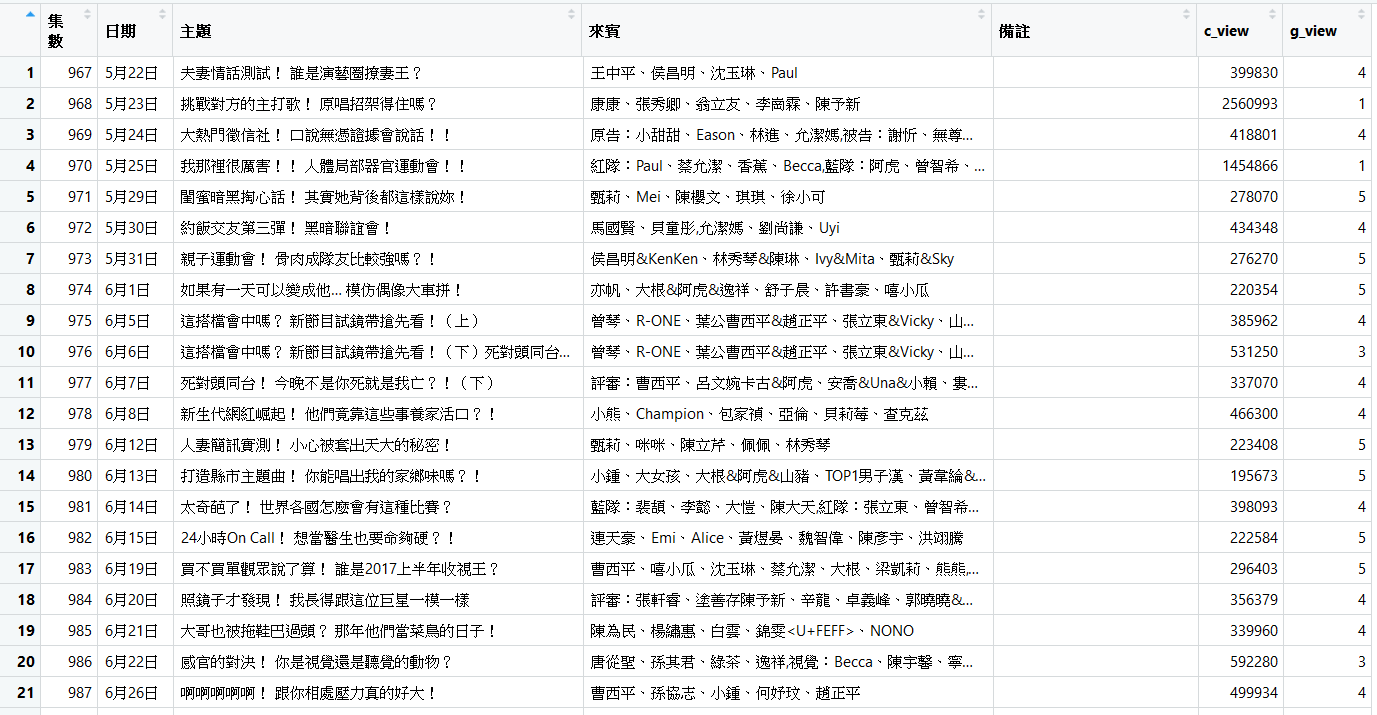 集數 日期 主題 來賓 備註 c_view g_view
1 967 5月22日 夫妻情話測試！ 誰是演藝圈撩妻王？ 王中平、侯昌明、沈玉琳、Paul 399830 4
2 968 5月23日 挑戰對方的主打歌！ 原唱招架得住嗎？ 康康、張秀卿、翁立友、李崗霖、陳予新 2560993 1
3 969 5月24日 大熱門徵信社！ 口說無憑證據會說話！！ 原告：小甜甜、Eason、林進、允潔媽,被告：謝忻、無尊... 418801 4
4 970 5月25日 我那裡很厲害！！ 人體局部器官運動會！！ 紅隊：Paul、蔡允潔、香蕉、Becca,藍隊：阿虎、曾智希、... 1454866 1
5 971 5月29日 閨蜜暗黑掏心話！ 其實她背後都這樣說妳！ 甄莉、Mei、陳櫻文、琪琪、徐小可 278070 5
6 972 5月30日 約飯交友第三彈！ 黑暗聯誼會！ 馬國賢、貝童彤,允潔媽、劉尚謙、Uyi 434348 4
7 973 5月31日 親子運動會！ 骨肉成隊友比較強嗎？！ 侯昌明&KenKen、林秀琴&陳琳、Ivy&Mita、甄莉&Sky 276270 5
8 974 6月1日 如果有一天可以變成他... 模仿偶像大車拼！ 亦帆、大根&阿虎&逸祥、舒子晨、許書豪、嘻小瓜 220354 5
9 975 6月5日 這搭檔會中嗎？ 新節目試鏡帶搶先看！（上） 曾琴、R-ONE、葉公曹西平&趙正平、張立東&Vicky、山... 385962 4
10 976 6月6日 這搭檔會中嗎？ 新節目試鏡帶搶先看！（下）死對頭同台... 曾琴、R-ONE、葉公曹西平&趙正平、張立東&Vicky、山... 531250 3
11 977 6月7日 死對頭同台！ 今晚不是你死就是我亡？！（下） 評審：曹西平、呂文婉卡古&阿虎、安喬&Una&小賴、婁... 337070 4
12 978 6月8日 新生代網紅崛起！ 他們竟靠這些事養家活口？！ 小熊、Champion、包家禎、亞倫、貝莉莓、查克茲 466300 4
13 979 6月12日 人妻簡訊實測！ 小心被套出天大的秘密！ 甄莉、咪咪、陳立芹、佩佩、林秀琴 223408 5
14 980 6月13日 打造縣市主題曲！ 你能唱出我的家鄉味嗎？！ 小鍾、大女孩、大根&阿虎&山豬、TOP1男子漢、黃韋綸&... 195673 5
15 981 6月14日 太奇葩了！ 世界各國怎麼會有這種比賽？ 藍隊：裴頡、李懿、大愷、陳大天,紅隊：張立東、曾智希... 398093 4
16 982 6月15日 24小時On Call！ 想當醫生也要命夠硬？！ 連天豪、Emi、Alice、黃煜晏、魏智偉、陳彥宇、洪翊騰 222584 5
17 983 6月19日 買不買單觀眾說了算！ 誰是2017上半年收視王？ 曹西平、嘻小瓜、沈玉琳、蔡允潔、大根、梁凱莉、熊熊,... 296403 5
18 984 6月20日 照鏡子才發現！ 我長得跟這位巨星一模一樣 評審：張軒睿、塗善存陳予新、辛龍、卓義峰、郭曉曉&... 356379 4
19 985 6月21日 大哥也被拖鞋巴過頭？ 那年他們當菜鳥的日子！ 陳為民、楊繡惠、白雲、錦雯<U+FEFF>、NONO 339960 4
20 986 6月22日 感官的對決！ 你是視覺還是聽覺的動物？ 唐從聖、孫其君、綠茶、逸祥,視覺：Becca、陳宇馨、寧... 592280 3
21 987 6月26日 啊啊啊啊啊！ 跟你相處壓力真的好大！ 曹西平、孫協志、小鍾、何妤玟、趙正平 499934 4